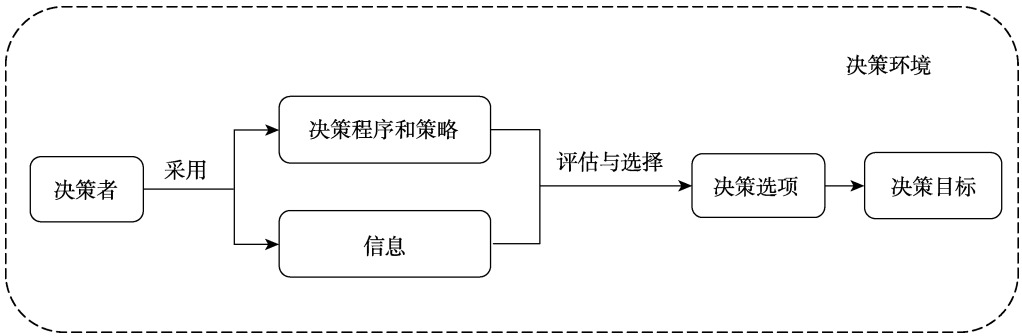 决策环境
决策者
采用
决策程序和策略
信息
评估与选择
决策选项
决策目标